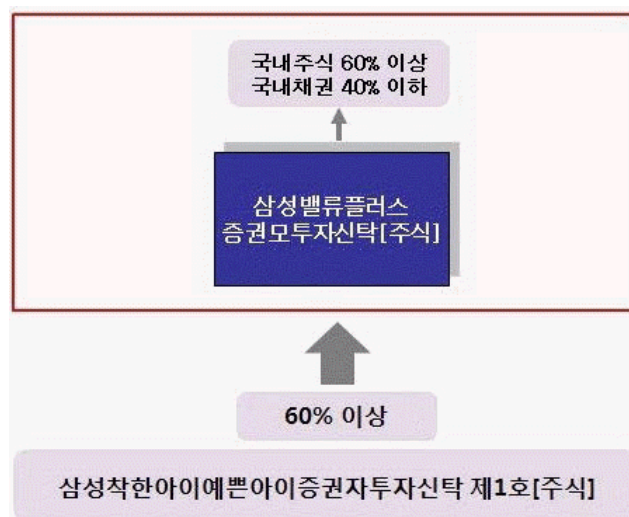 국내주식 60% 이상
국내채권 40% 이하
삼성밸류플러스
증권모투자신탁[주식]
60% 이상
삼성착한아이예쁜아이증권자투자신탁 제1호[주식]